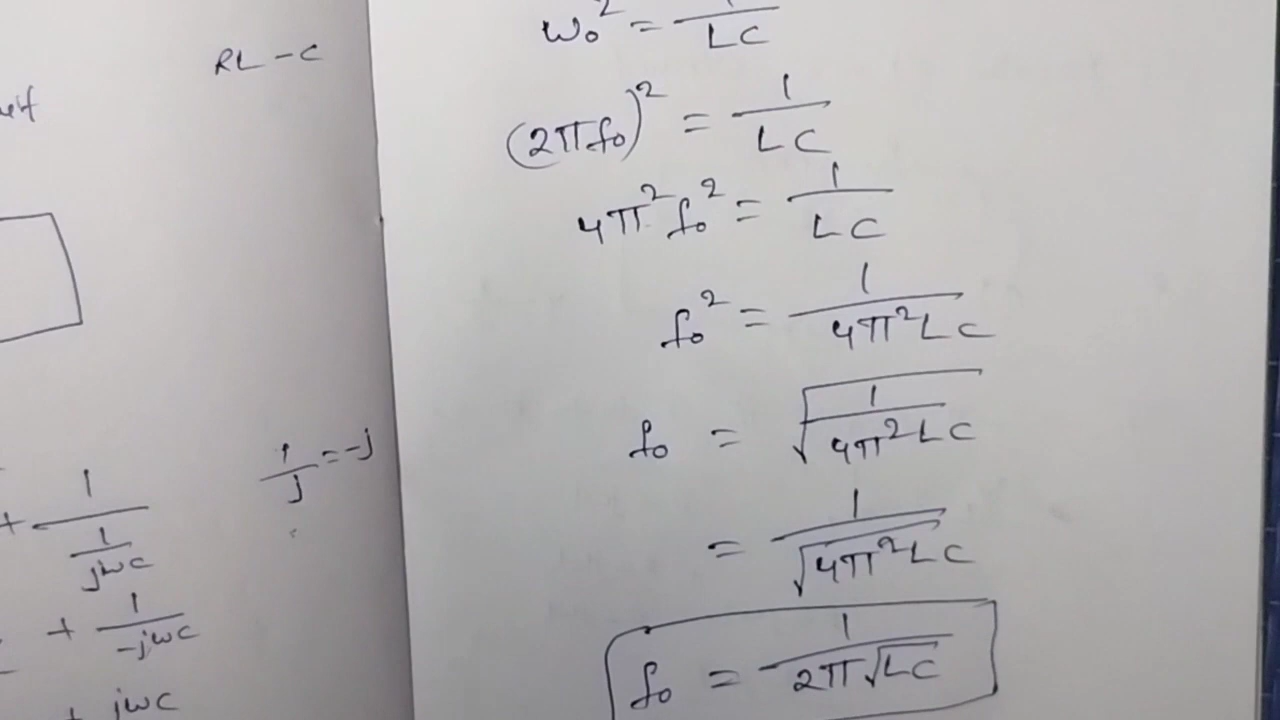 RL - C
+ 1/(1/jωc)
1/j = -j
+ 1/(-jωc)
+ jωc
ω₀² = 1/LC
(2πf₀)² = 1/LC
4π²f₀² = 1/LC
f₀² = 1/(4π²LC)
f₀ = √(1/(4π²LC))
= 1/√(4π²LC)
f₀ = 1/(2π√LC)